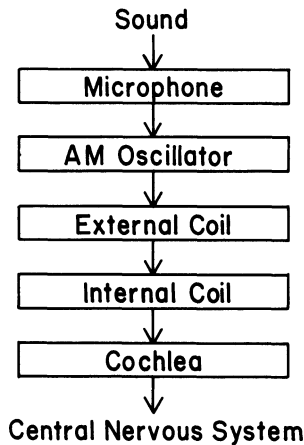 Sound
Microphone
AM Oscillator
External Coil
Internal Coil
Cochlea
Central Nervous System